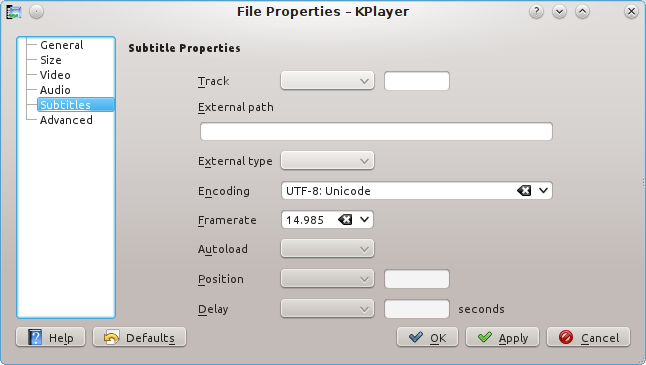 File Properties – KPlayer
General
Size
Video
Audio
Subtitles
Advanced
Subtitle Properties
Track
External path
External type
Encoding UTF-8: Unicode
Framerate 14.985
Autoload
Position
Delay seconds
Help Defaults OK Apply Cancel